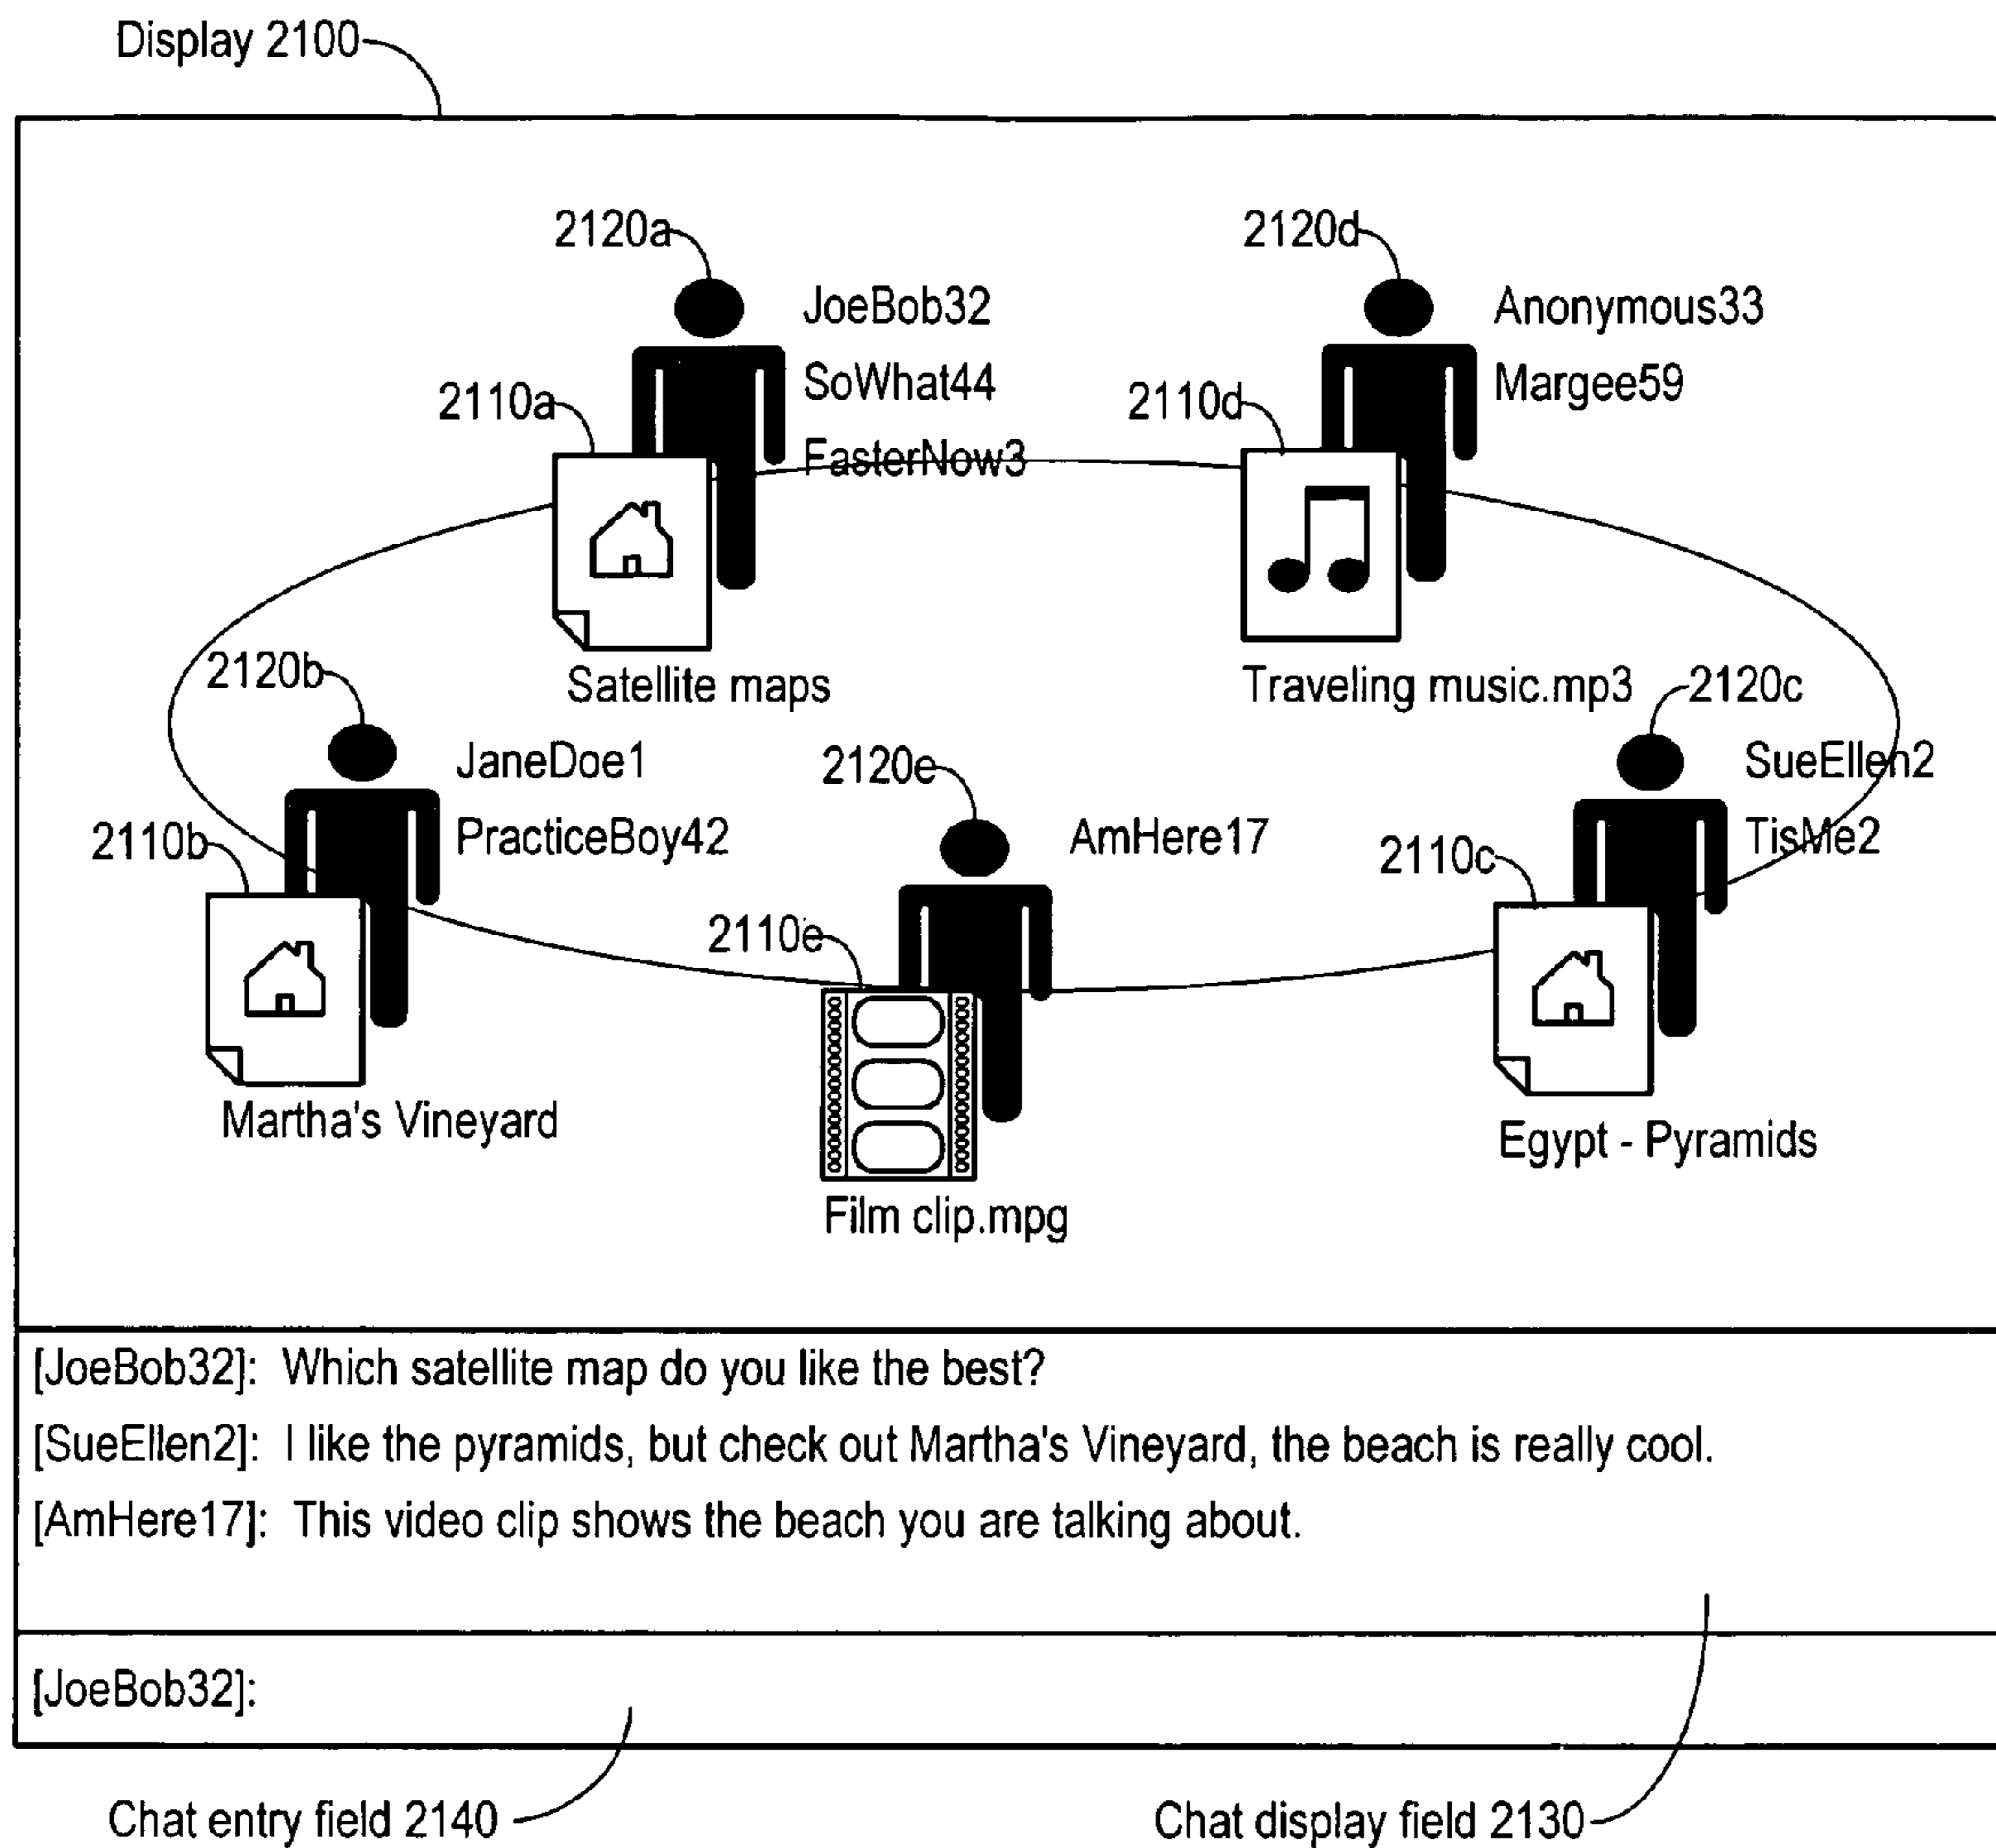 Display 2100
2120a
2120d
JoeBob32
Anonymous33
2110a
SoWhat44
2110d
Margee59
FasterNow3
2120b
Satellite maps
Traveling music.mp3
2120c
JaneDoe1
2120e
SueEllen2
2110b
PracticeBoy42
AmHere17
2110c
TisMe2
2110e
Martha's Vineyard
Egypt - Pyramids
Film clip.mpg
[JoeBob32]: Which satellite map do you like the best?
[SueEllen2]: I like the pyramids, but check out Martha's Vineyard, the beach is really cool.
[AmHere17]: This video clip shows the beach you are talking about.
[JoeBob32]:
Chat entry field 2140
Chat display field 2130